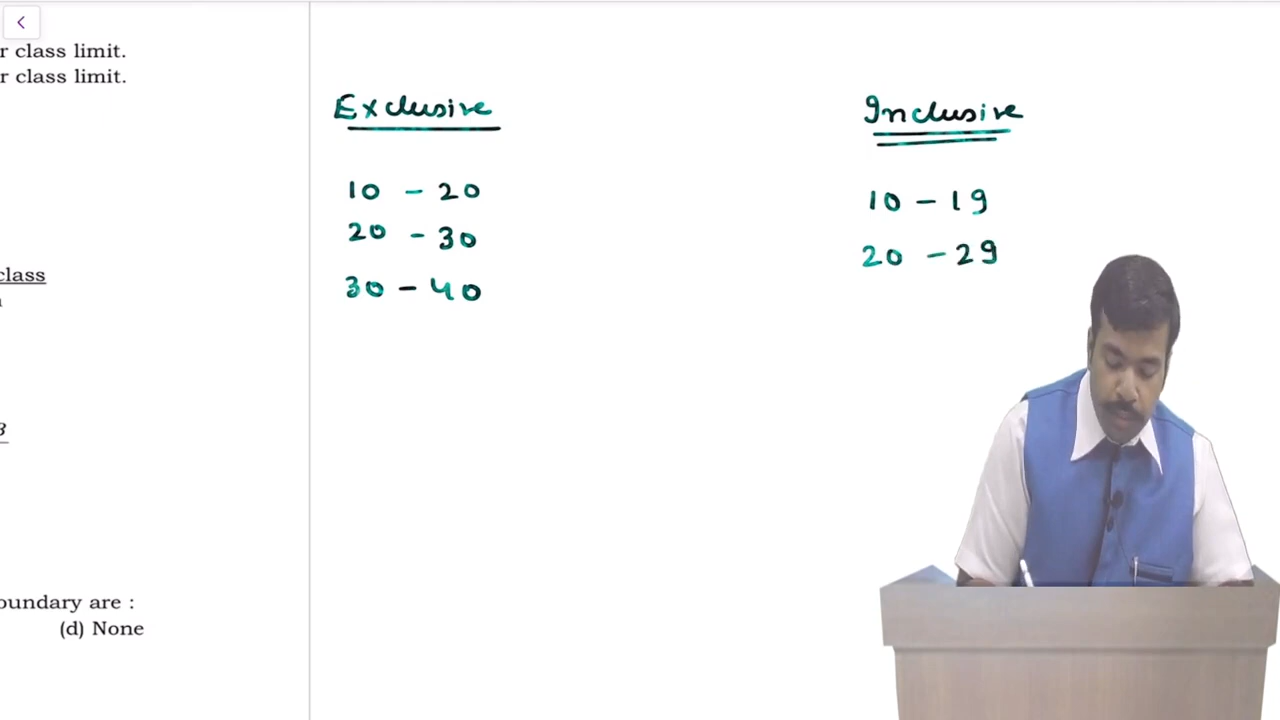 r class limit.
r class limit.
class
B
oundary are :
(d) None
Exclusive
10 - 20
20 - 30
30 - 40
Inclusive
10 - 19
20 - 29